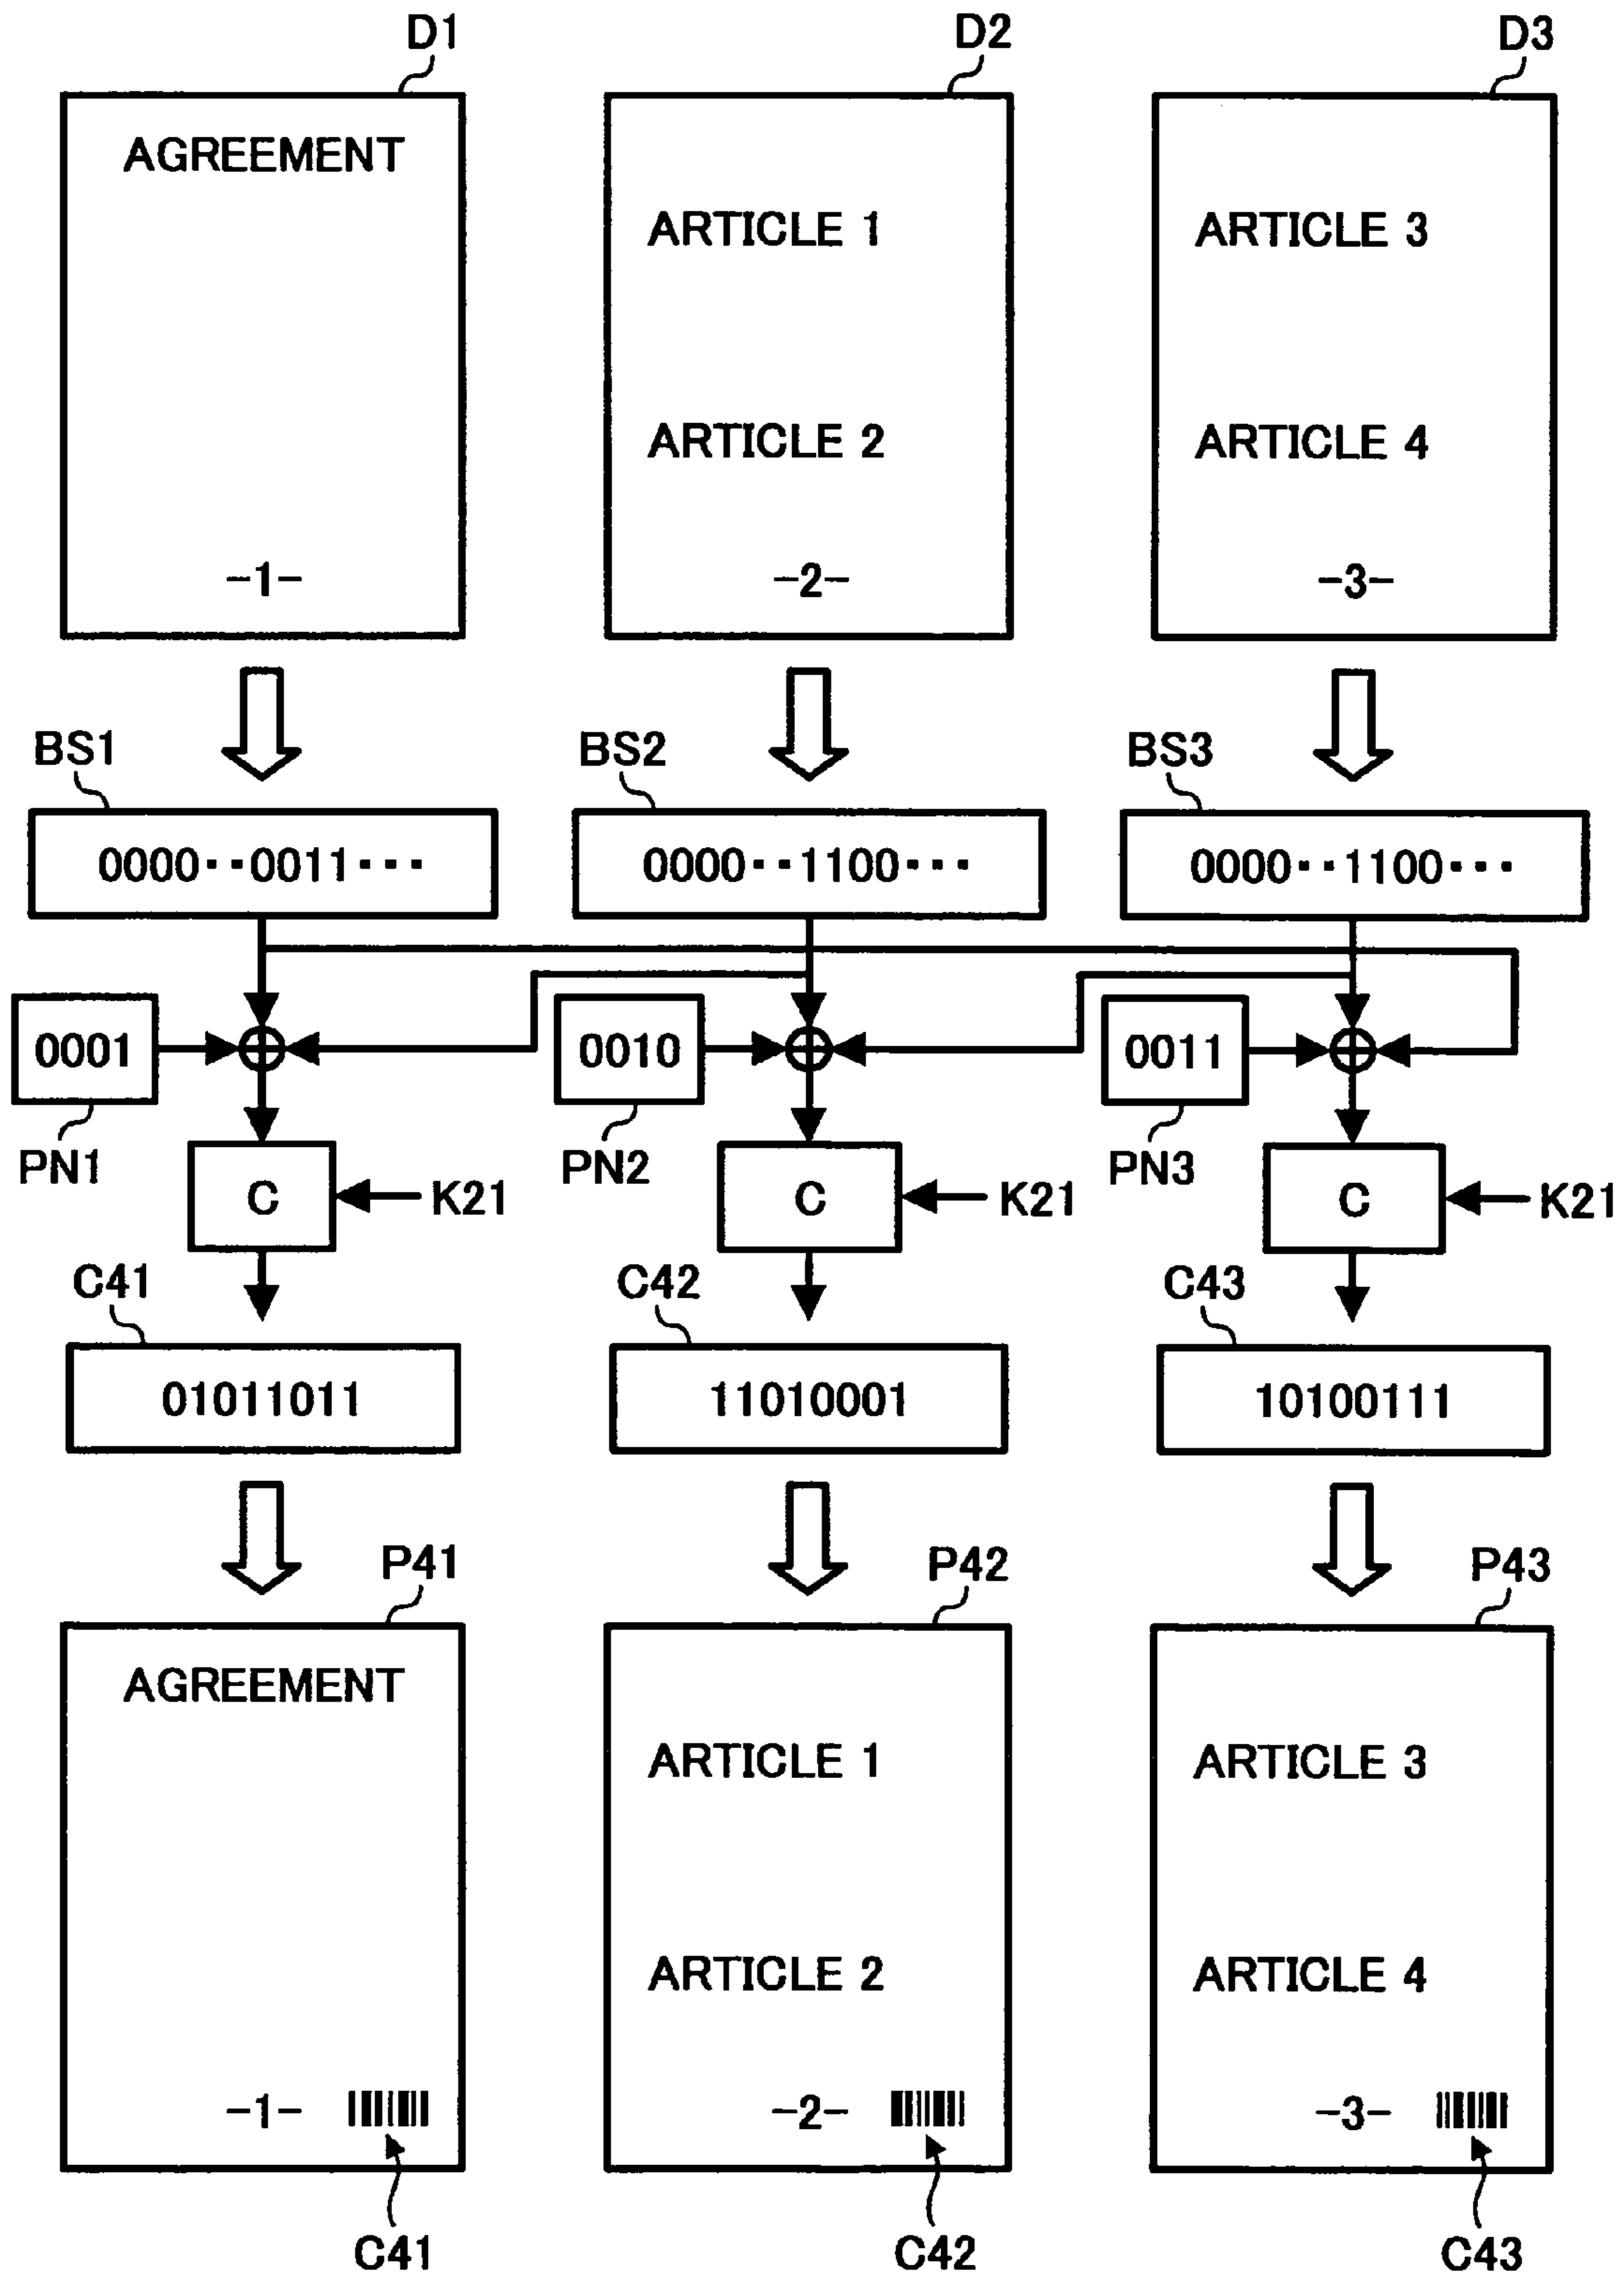 D1 D2 D3
AGREEMENT
ARTICLE 1 ARTICLE 3
ARTICLE 2 ARTICLE 4
-1- -2- -3-
BS1 BS2 BS3
0000··0011··· 0000··1100··· 0000··1100···
0001 0010 0011
PN1 PN2 PN3
C K21 C K21 C K21
C41 C42 C43
01011011 11010001 10100111
P41 P42 P43
AGREEMENT
ARTICLE 1 ARTICLE 3
ARTICLE 2 ARTICLE 4
-1- -2- -3-
C41 C42 C43